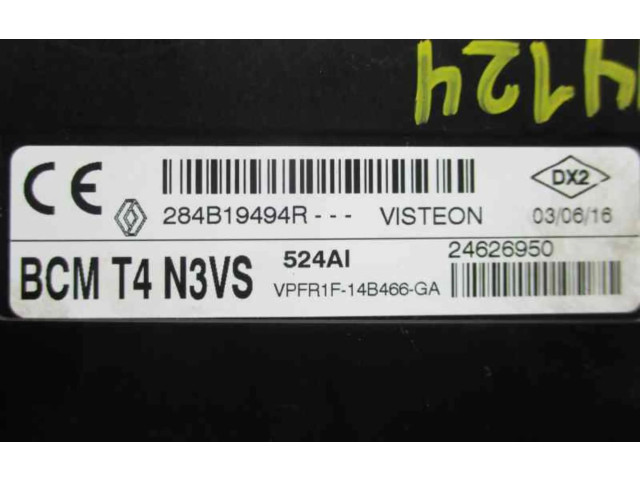 4124
CE
DX2
284B19494R - - - VISTEON 03/06/16
BCM T4 N3VS 524AI 24626950
VPFR1F-14B466-GA